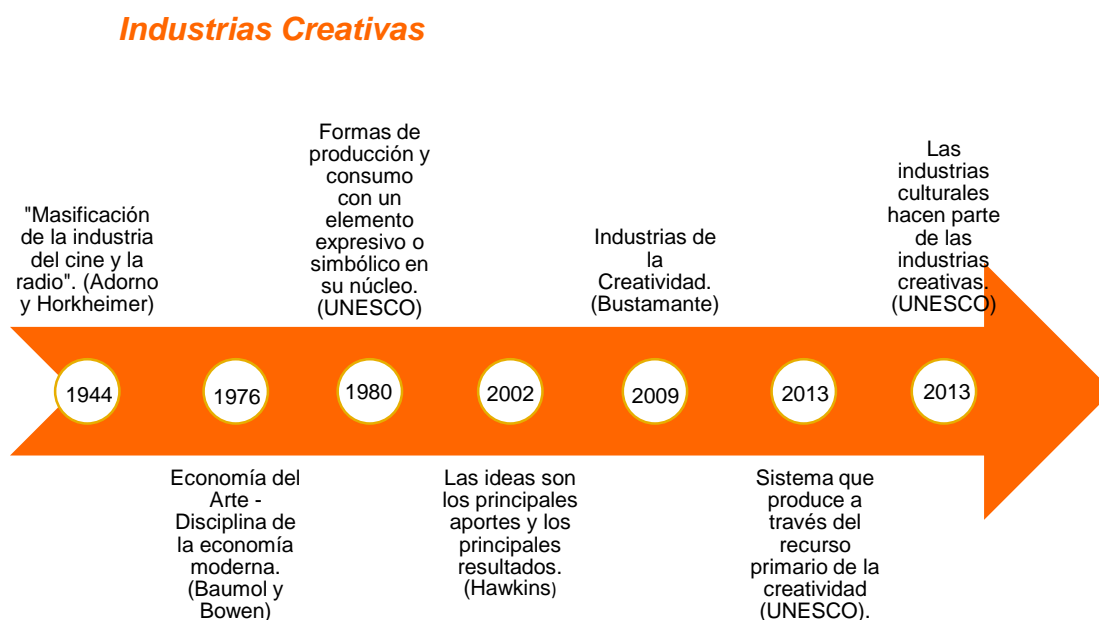 Industrias Creativas
"Masificación
de la industria
del cine y la
radio". (Adorno
y Horkheimer)
Formas de
producción y
consumo
con un
elemento
expresivo o
simbólico en
su núcleo.
(UNESCO)
Industrias de
la
Creatividad.
(Bustamante)
Las
industrias
culturales
hacen parte
de las
industrias
creativas.
(UNESCO)
1944
1976
1980
2002
2009
2013
2013
Economía del
Arte -
Disciplina de
la economía
moderna.
(Baumol y
Bowen)
Las ideas son
los principales
aportes y los
principales
resultados.
(Hawkins)
Sistema que
produce a
través del
recurso
primario de la
creatividad
(UNESCO).